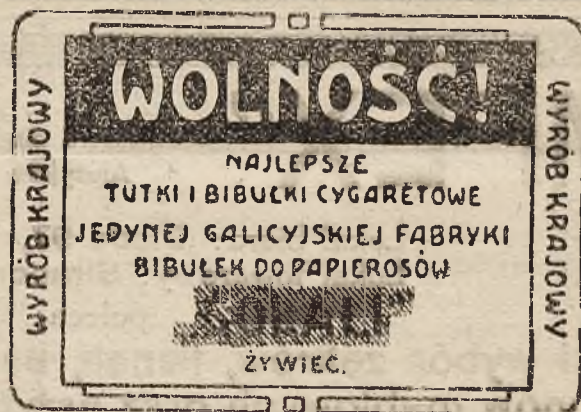 WYRÓB KRAJOWY
WOLNOŚĆ!
NAJLEPSZE
TUTKI I BIBUŁKI CYGARETOWE
JEDYNEJ GALICYJSKIEJ FABRYKI
BIBUŁEK DO PAPIEROSÓW
ŻYWIEC.
WYRÓB KRAJOWY